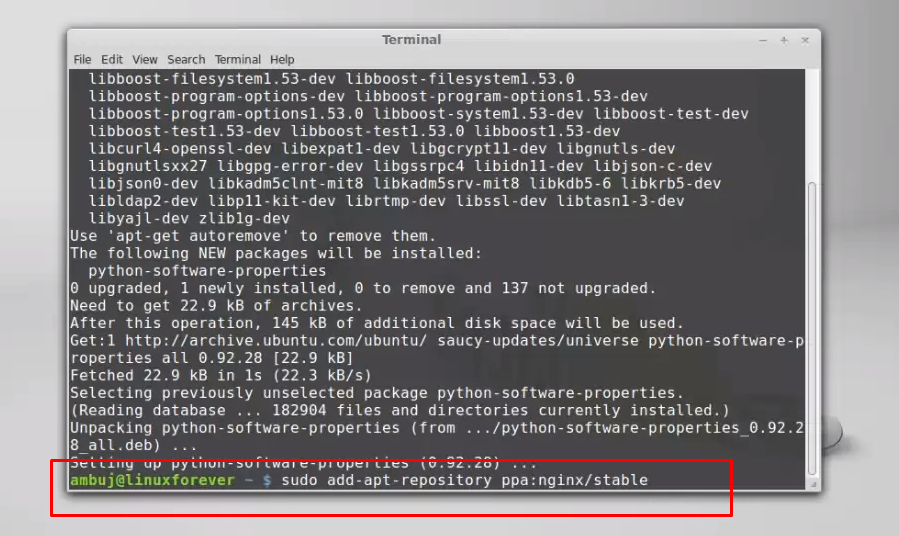 Terminal
File Edit View Search Terminal Help
libboost-filesystem1.53-dev libboost-filesystem1.53.0
libboost-program-options-dev libboost-program-options1.53-dev
libboost-program-options1.53.0 libboost-system1.53-dev libboost-test-dev
libboost-test1.53-dev libboost-test1.53.0 libboost1.53-dev
libcurl4-openssl-dev libexpat1-dev libgcrypt11-dev libgnutls-dev
libgnutlsxx27 libgpg-error-dev libgssrpc4 libidn11-dev libjson-c-dev
libjson0-dev libkadm5clnt-mit8 libkadm5srv-mit8 libkdb5-6 libkrb5-dev
libldap2-dev libp11-kit-dev librtmp-dev libssl-dev libtasn1-3-dev
libyajl-dev zlib1g-dev
Use 'apt-get autoremove' to remove them.
The following NEW packages will be installed:
python-software-properties
0 upgraded, 1 newly installed, 0 to remove and 137 not upgraded.
Need to get 22.9 kB of archives.
After this operation, 145 kB of additional disk space will be used.
Get:1 http://archive.ubuntu.com/ubuntu/ saucy-updates/universe python-software-p
roperties all 0.92.28 [22.9 kB]
Fetched 22.9 kB in 1s (22.3 kB/s)
Selecting previously unselected package python-software-properties.
(Reading database ... 182904 files and directories currently installed.)
Unpacking python-software-properties (from .../python-software-properties_0.92.2
8_all.deb) ...
Setting up python-software-properties (0.92.28) ...
ambuj@linuxforever ~ $ sudo add-apt-repository ppa:nginx/stable